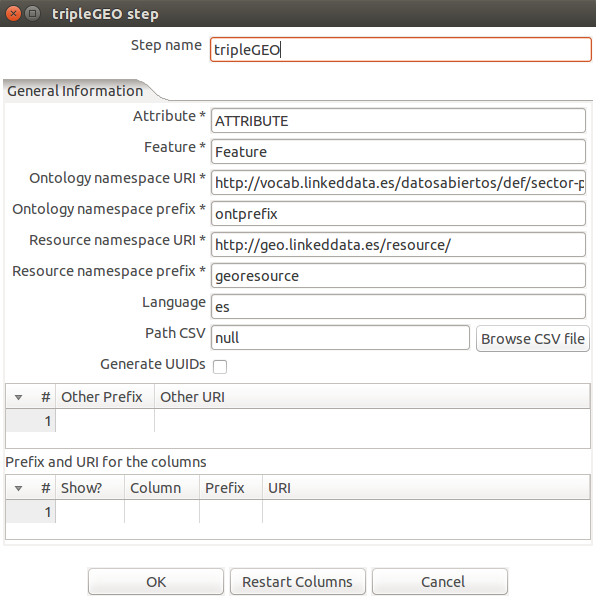 tripleGEO step
Step name tripleGEO
General Information
Attribute * ATTRIBUTE
Feature * Feature
Ontology namespace URI * http://vocab.linkeddata.es/datosabiertos/def/sector-p
Ontology namespace prefix * ontprefix
Resource namespace URI * http://geo.linkeddata.es/resource/
Resource namespace prefix * georesource
Language es
Path CSV null Browse CSV file
Generate UUIDs
# Other Prefix Other URI
1
Prefix and URI for the columns
# Show? Column Prefix URI
1
OK Restart Columns Cancel